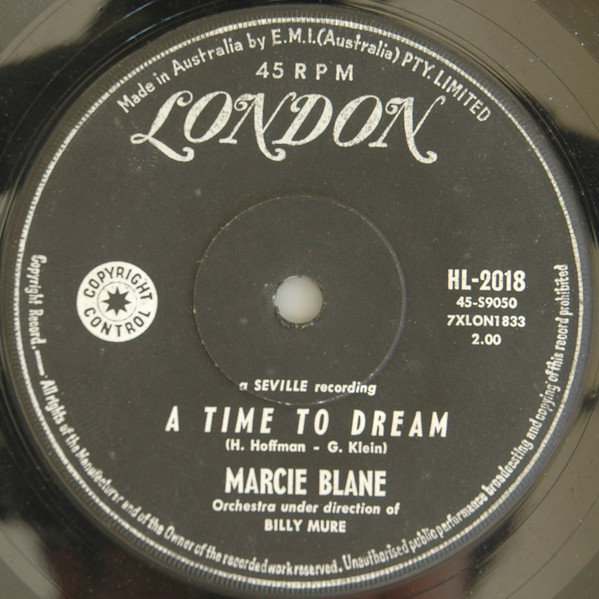 Made in Australia by E.M.I.(Australia) PTY. LIMITED
45 RPM
LONDON
COPYRIGHT
CONTROL
HL-2018
45-S9050
7XLON1833
2.00
a SEVILLE recording
A TIME TO DREAM
(H. Hoffman - G. Klein)
MARCIE BLANE
Orchestra under direction of
BILLY MURE
Copyright Record.— All rights of the Manufacturer and of the Owner of the recorded work reserved. Unauthorised public performance broadcasting and copying of this record prohibited